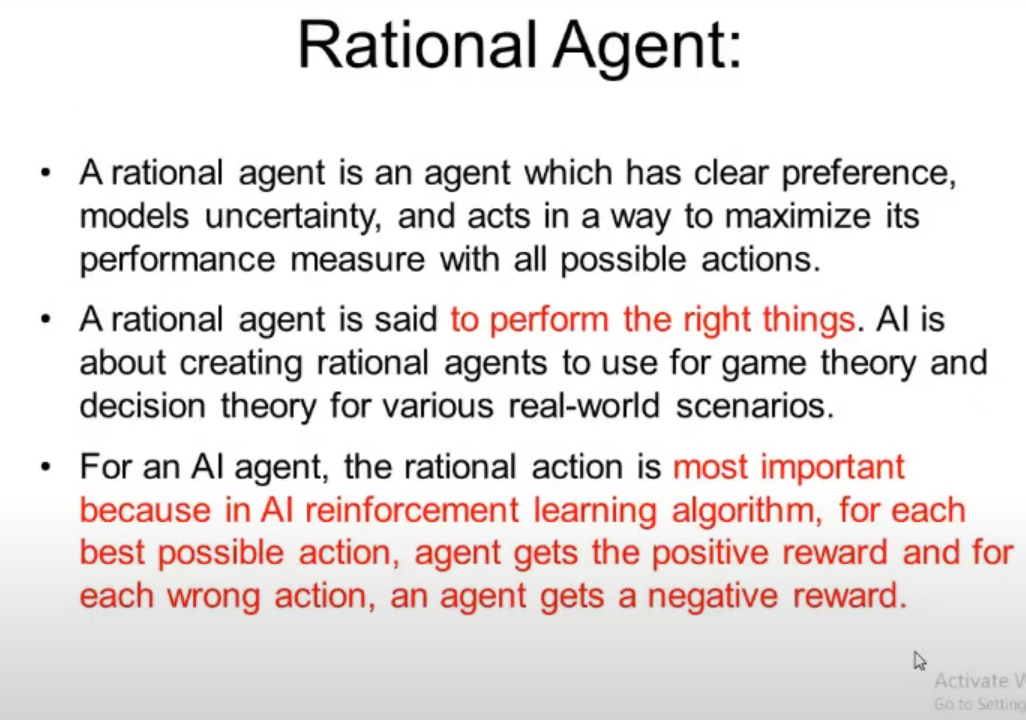 Rational Agent:
• A rational agent is an agent which has clear preference,
models uncertainty, and acts in a way to maximize its
performance measure with all possible actions.
• A rational agent is said to perform the right things. AI is
about creating rational agents to use for game theory and
decision theory for various real-world scenarios.
• For an AI agent, the rational action is most important
because in AI reinforcement learning algorithm, for each
best possible action, agent gets the positive reward and for
each wrong action, an agent gets a negative reward.
Activate
Go to Setting